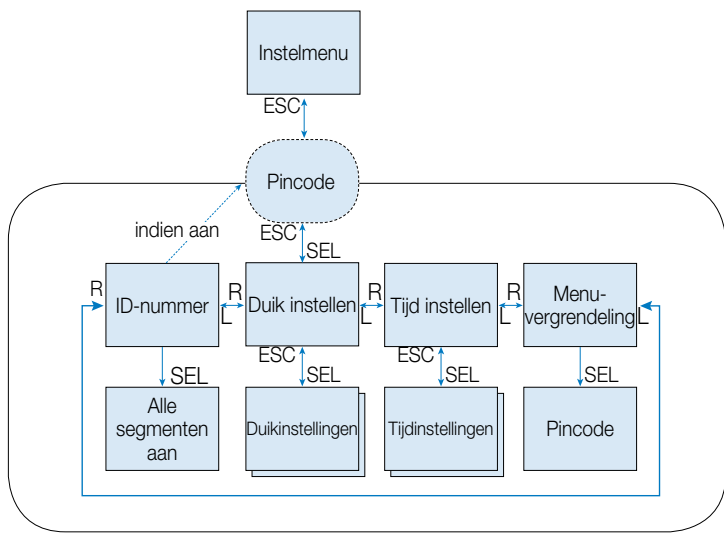 Instelmenu
ESC
Pincode
indien aan
ESC
SEL
R
ID-nummer
R
L
Duik instellen
R
L
Tijd instellen
R
L
Menu-
vergrendeling
L
SEL
ESC
SEL
ESC
SEL
SEL
Alle
segmenten
aan
Duikinstellingen
Tijdinstellingen
Pincode